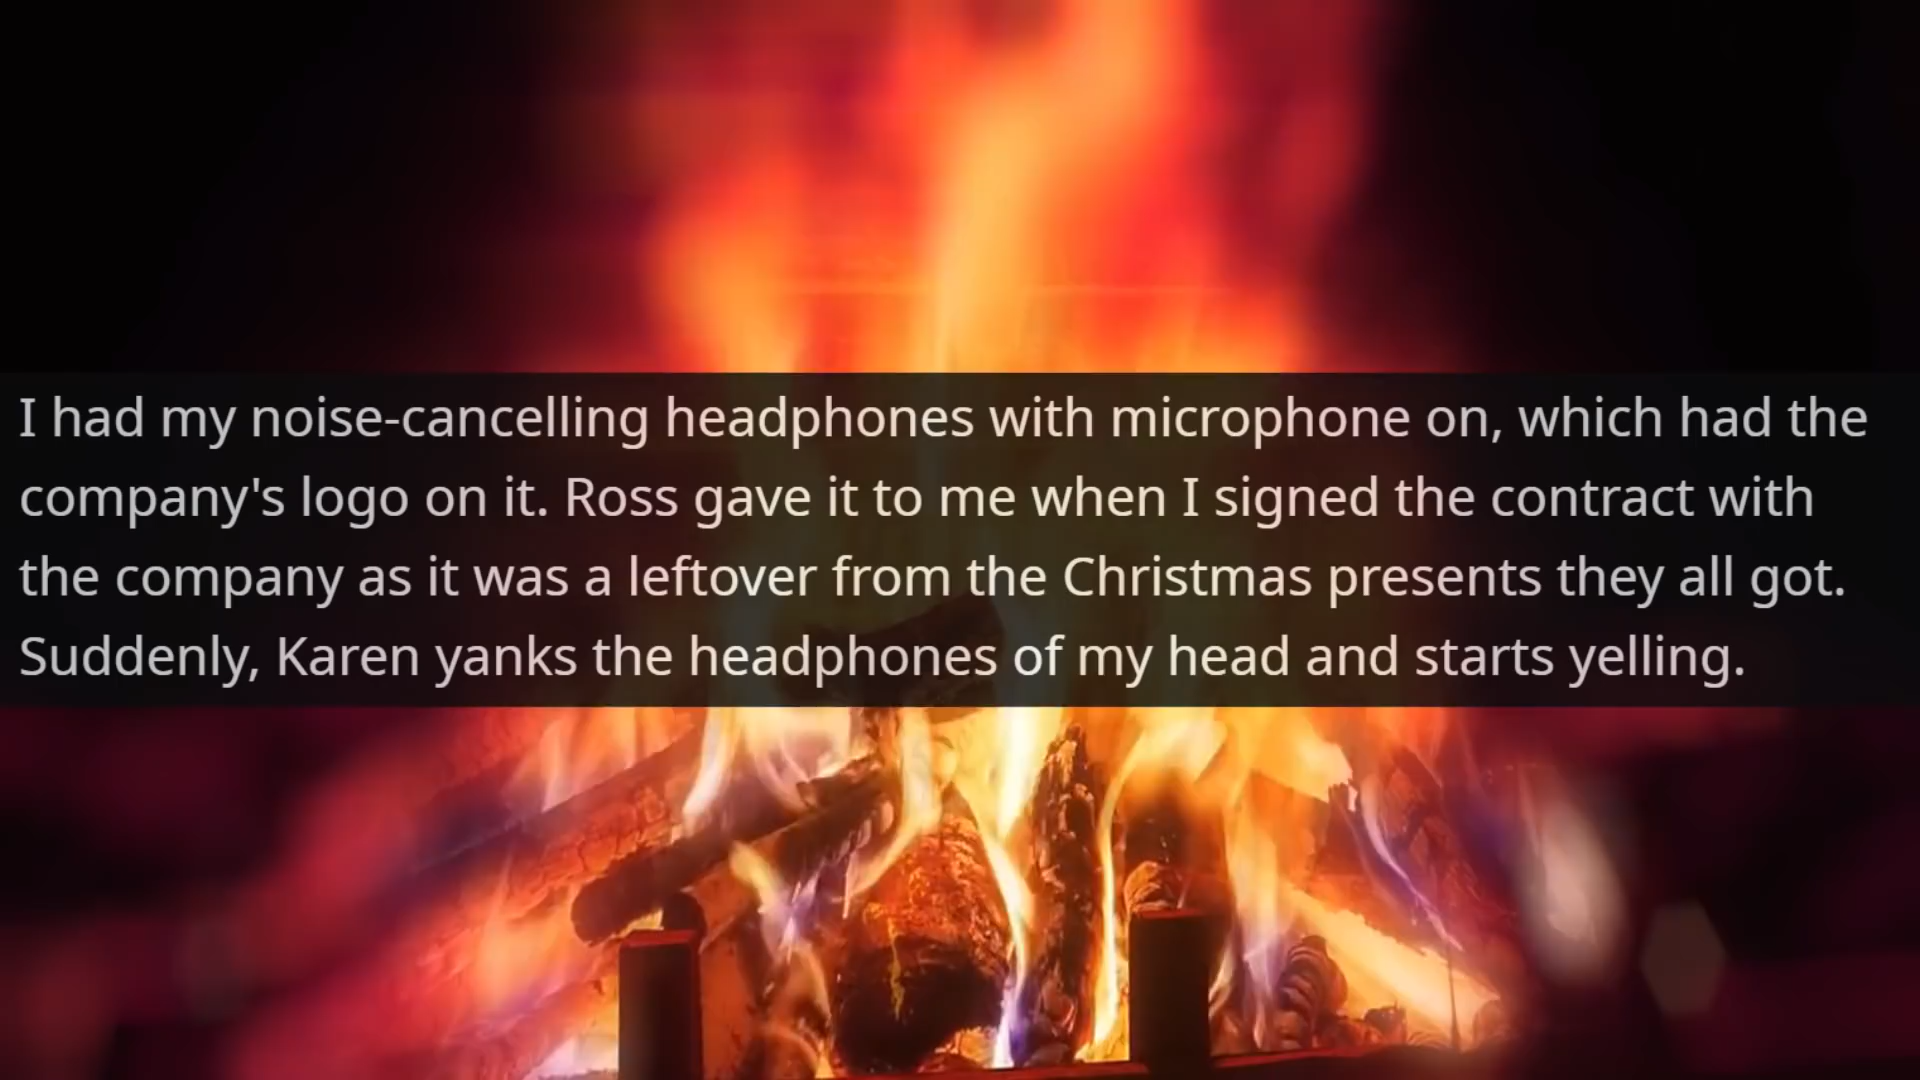 I had my noise-cancelling headphones with microphone on, which had the
company's logo on it. Ross gave it to me when I signed the contract with
the company as it was a leftover from the Christmas presents they all got.
Suddenly, Karen yanks the headphones of my head and starts yelling.